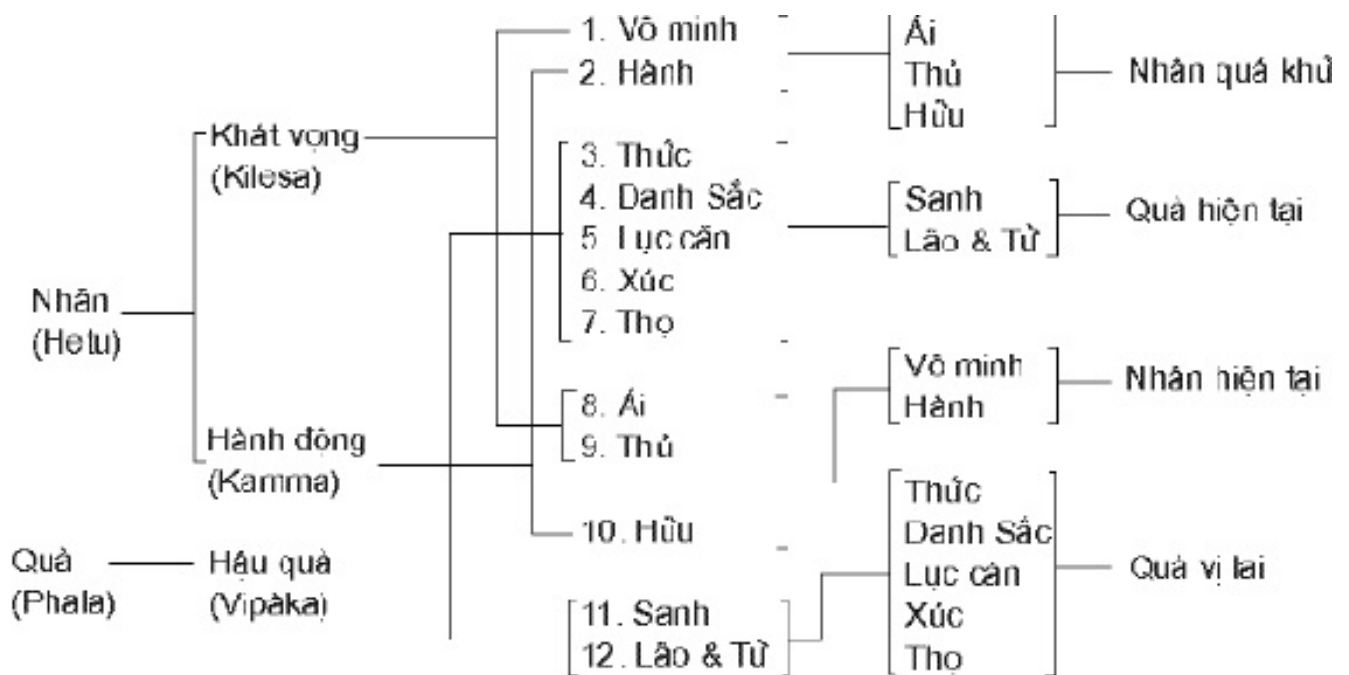 Nhân
(Hetu)
Quả
(Phala)
Khát vọng
(Kilesa)
Hành động
(Kamma)
Hậu quả
(Vipàka)
1. Vô minh
2. Hành
3. Thức
4. Danh Sắc
5. Lục căn
6. Xúc
7. Thọ
8. Ái
9. Thủ
10. Hữu
11. Sanh
12. Lão & Tử
Ái
Thủ
Hữu
Sanh
Lão & Tử
Vô minh
Hành
Thức
Danh Sắc
Lục căn
Xúc
Thọ
Nhân quá khứ
Quả hiện tại
Nhân hiện tại
Quả vị lai